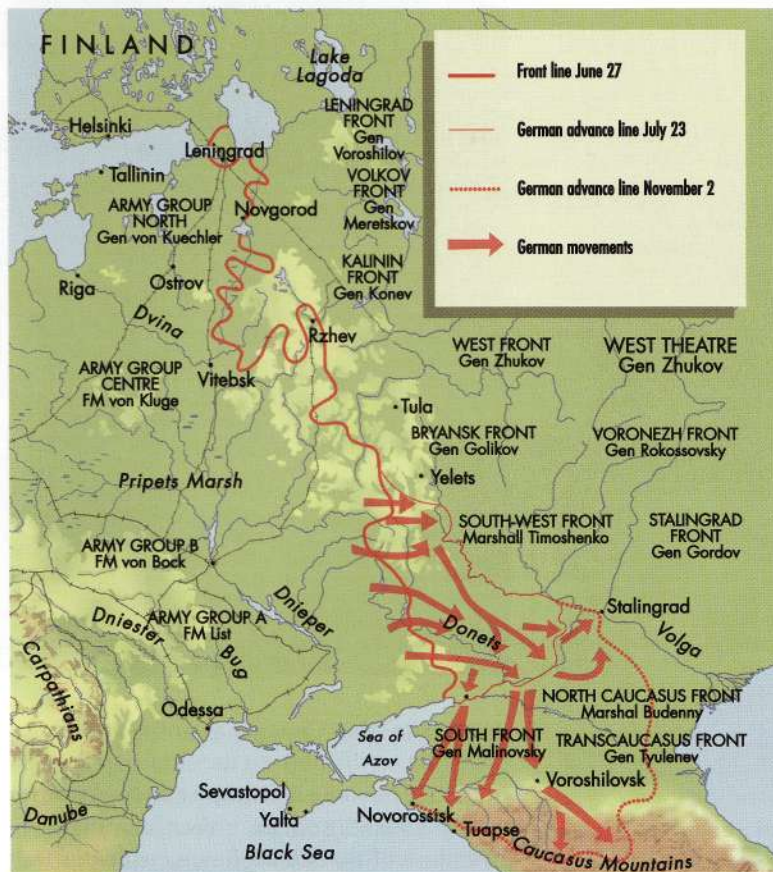 FINLAND
Lake
Lagoda
Front line June 27
German advance line July 23
German advance line November 2
German movements
Helsinki
Leningrad
LENINGRAD
FRONT
Gen
Voroshilov
Tallinin
VOLKOV
FRONT
Gen
Meretskov
ARMY GROUP
NORTH
Gen von Kuechler
Novgorod
KALININ
FRONT
Gen Konev
Riga
Ostrov
Dvina
Rzhev
WEST FRONT
Gen Zhukov
WEST THEATRE
Gen Zhukov
ARMY GROUP
CENTRE
FM von Kluge
Vitebsk
Tula
BRYANSK FRONT
Gen Golikov
VORONEZH FRONT
Gen Rokossovsky
Yelets
Pripets Marsh
SOUTH-WEST FRONT
Marshall Timoshenko
STALINGRAD
FRONT
Gen Gordov
ARMY GROUP B
FM von Bock
Dnieper
Stalingrad
ARMY GROUP A
FM List
Dniester
Bug
Donets
Volga
Carpathians
Odessa
NORTH CAUCASUS FRONT
Marshal Budenny
Sea of
Azov
SOUTH FRONT
Gen Malinovsky
TRANSCAUCASUS FRONT
Gen Tyulenev
Voroshilovsk
Danube
Sevastopol
Yalta
Novorossisk
Tuapse
Black Sea
Caucasus Mountains